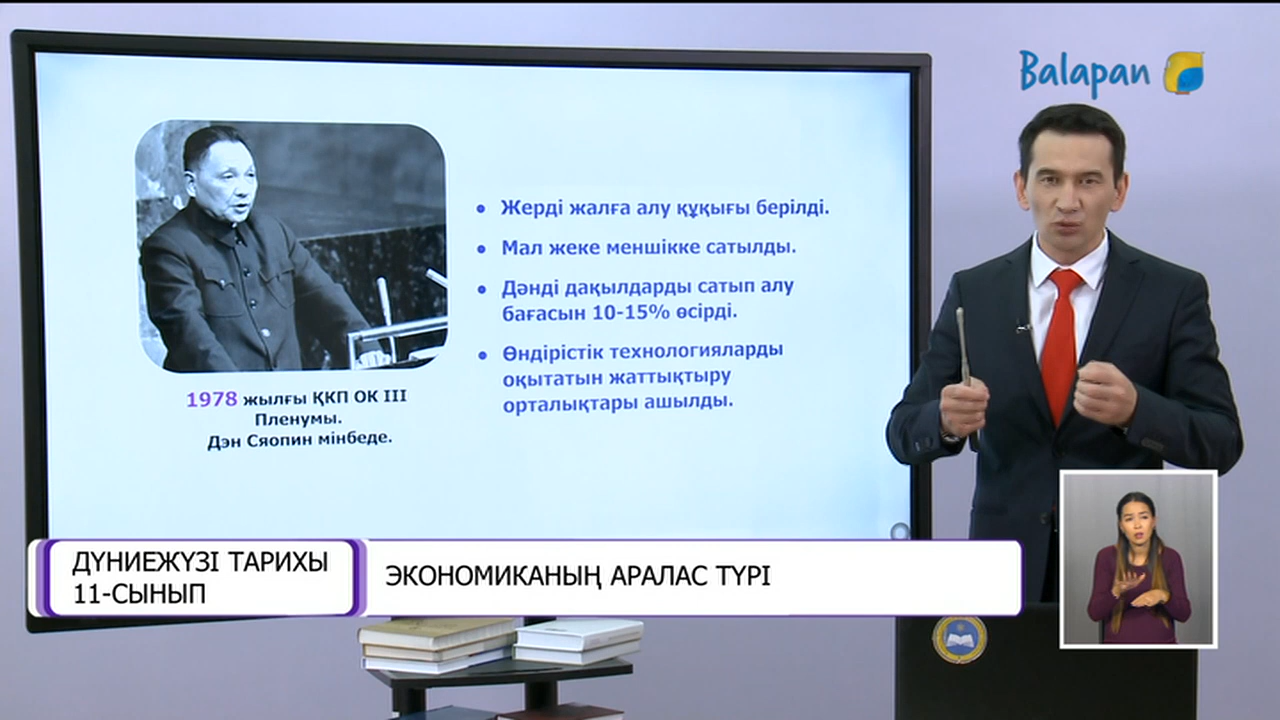 Balapan
1978 жылғы ҚКП ОК III
Пленумы.
Дэн Сяопин мінбеде.
• Жерді жалға алу құқығы берілді.
• Мал жеке меншікке сатылды.
• Дәнді дақылдарды сатып алу
бағасын 10-15% өсірді.
• Өндірістік технологияларды
оқытатын жаттықтыру
орталықтары ашылды.
ДҮНИЕЖҮЗІ ТАРИХЫ
11-СЫНЫП
ЭКОНОМИКАНЫҢ АРАЛАС ТҮРІ